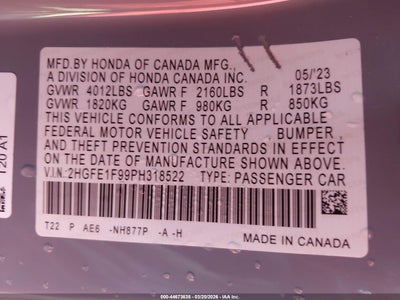 MFD.BY HONDA OF CANADA MFG.,
A DIVISION OF HONDA CANADA INC. 05/'23
GVWR 4012LBS GAWR F 2160LBS R 1873LBS
GVWR 1820KG GAWR F 980KG R 850KG
THIS VEHICLE CONFORMS TO ALL APPLICABLE
FEDERAL MOTOR VEHICLE SAFETY , BUMPER ,
AND THEFT PREVENTION STANDARDS IN EFFECT
ON THE DATE OF MANUFACTURE SHOWN ABOVE.
V.I.N.:2HGFE1F99PH318522 TYPE: PASSENGER CAR
T22 P AE6 -NH877P -A -H
MADE IN CANADA
T20 A1
000-44673635 - 03/20/2026 - IAA Inc.